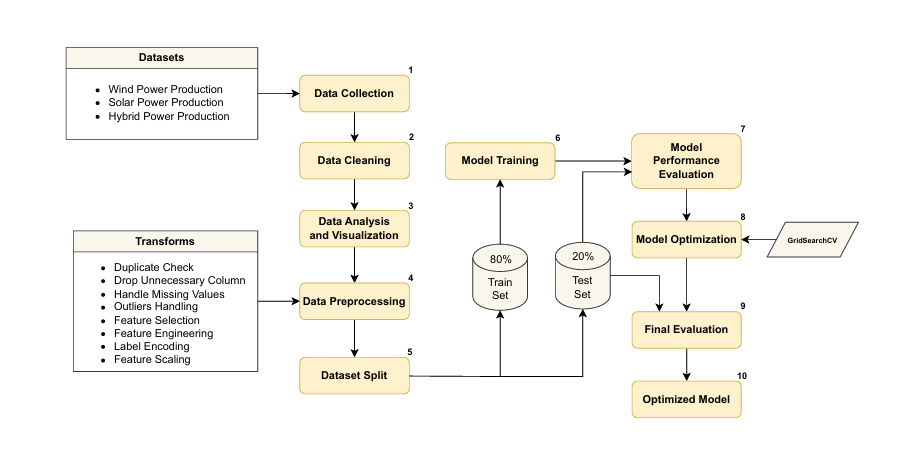 Datasets
• Wind Power Production
• Solar Power Production
• Hybrid Power Production
1
Data Collection
2
Data Cleaning
3
Data Analysis
and Visualization
Transforms
• Duplicate Check
• Drop Unnecessary Column
• Handle Missing Values
• Outliers Handling
• Feature Selection
• Feature Engineering
• Label Encoding
• Feature Scaling
4
Data Preprocessing
5
Dataset Split
80%
Train
Set
20%
Test
Set
6
Model Training
7
Model
Performance
Evaluation
8
Model Optimization
GridSearchCV
9
Final Evaluation
10
Optimized Model